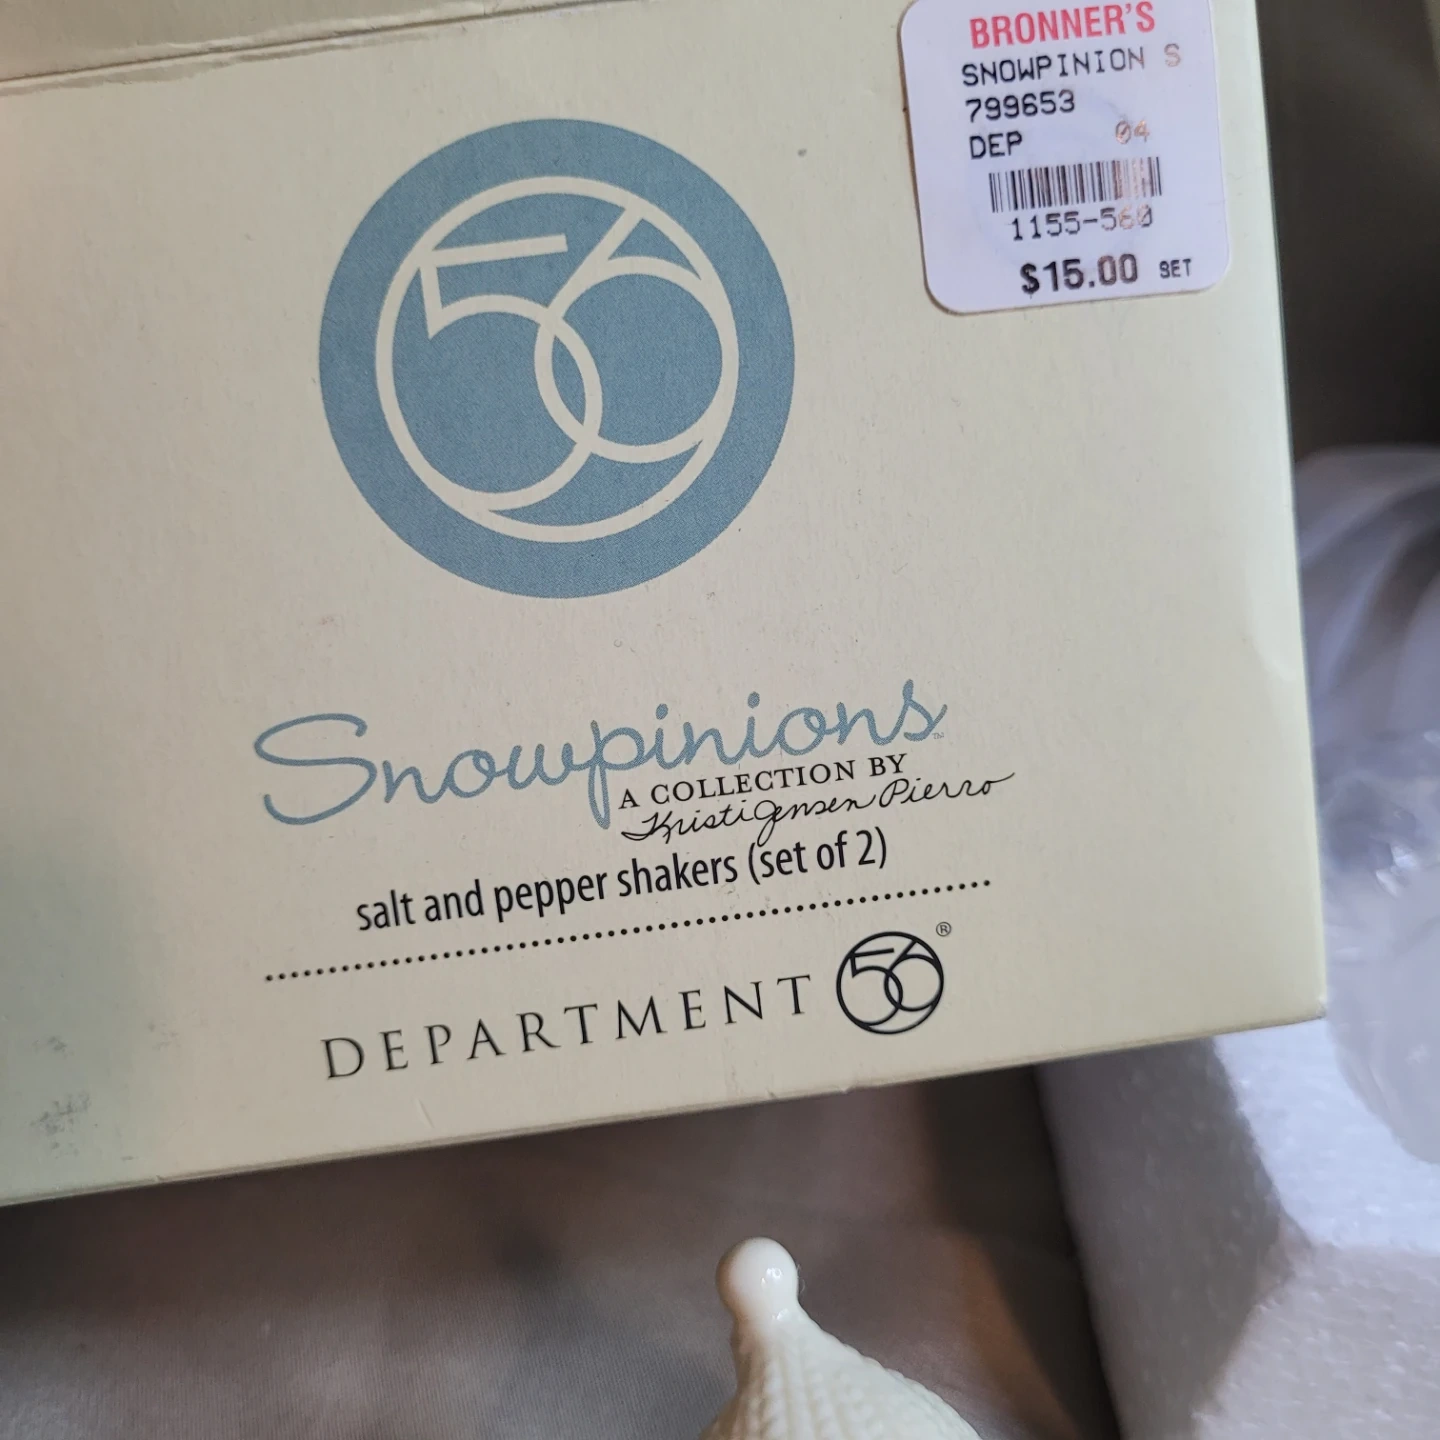 BRONNER'S
SNOWPINION S
799653
DEP 04
1155-560
$15.00 SET
56
Snowpinions™
A COLLECTION BY
Kristi Jensen Pierro
salt and pepper shakers (set of 2)
DEPARTMENT 56®